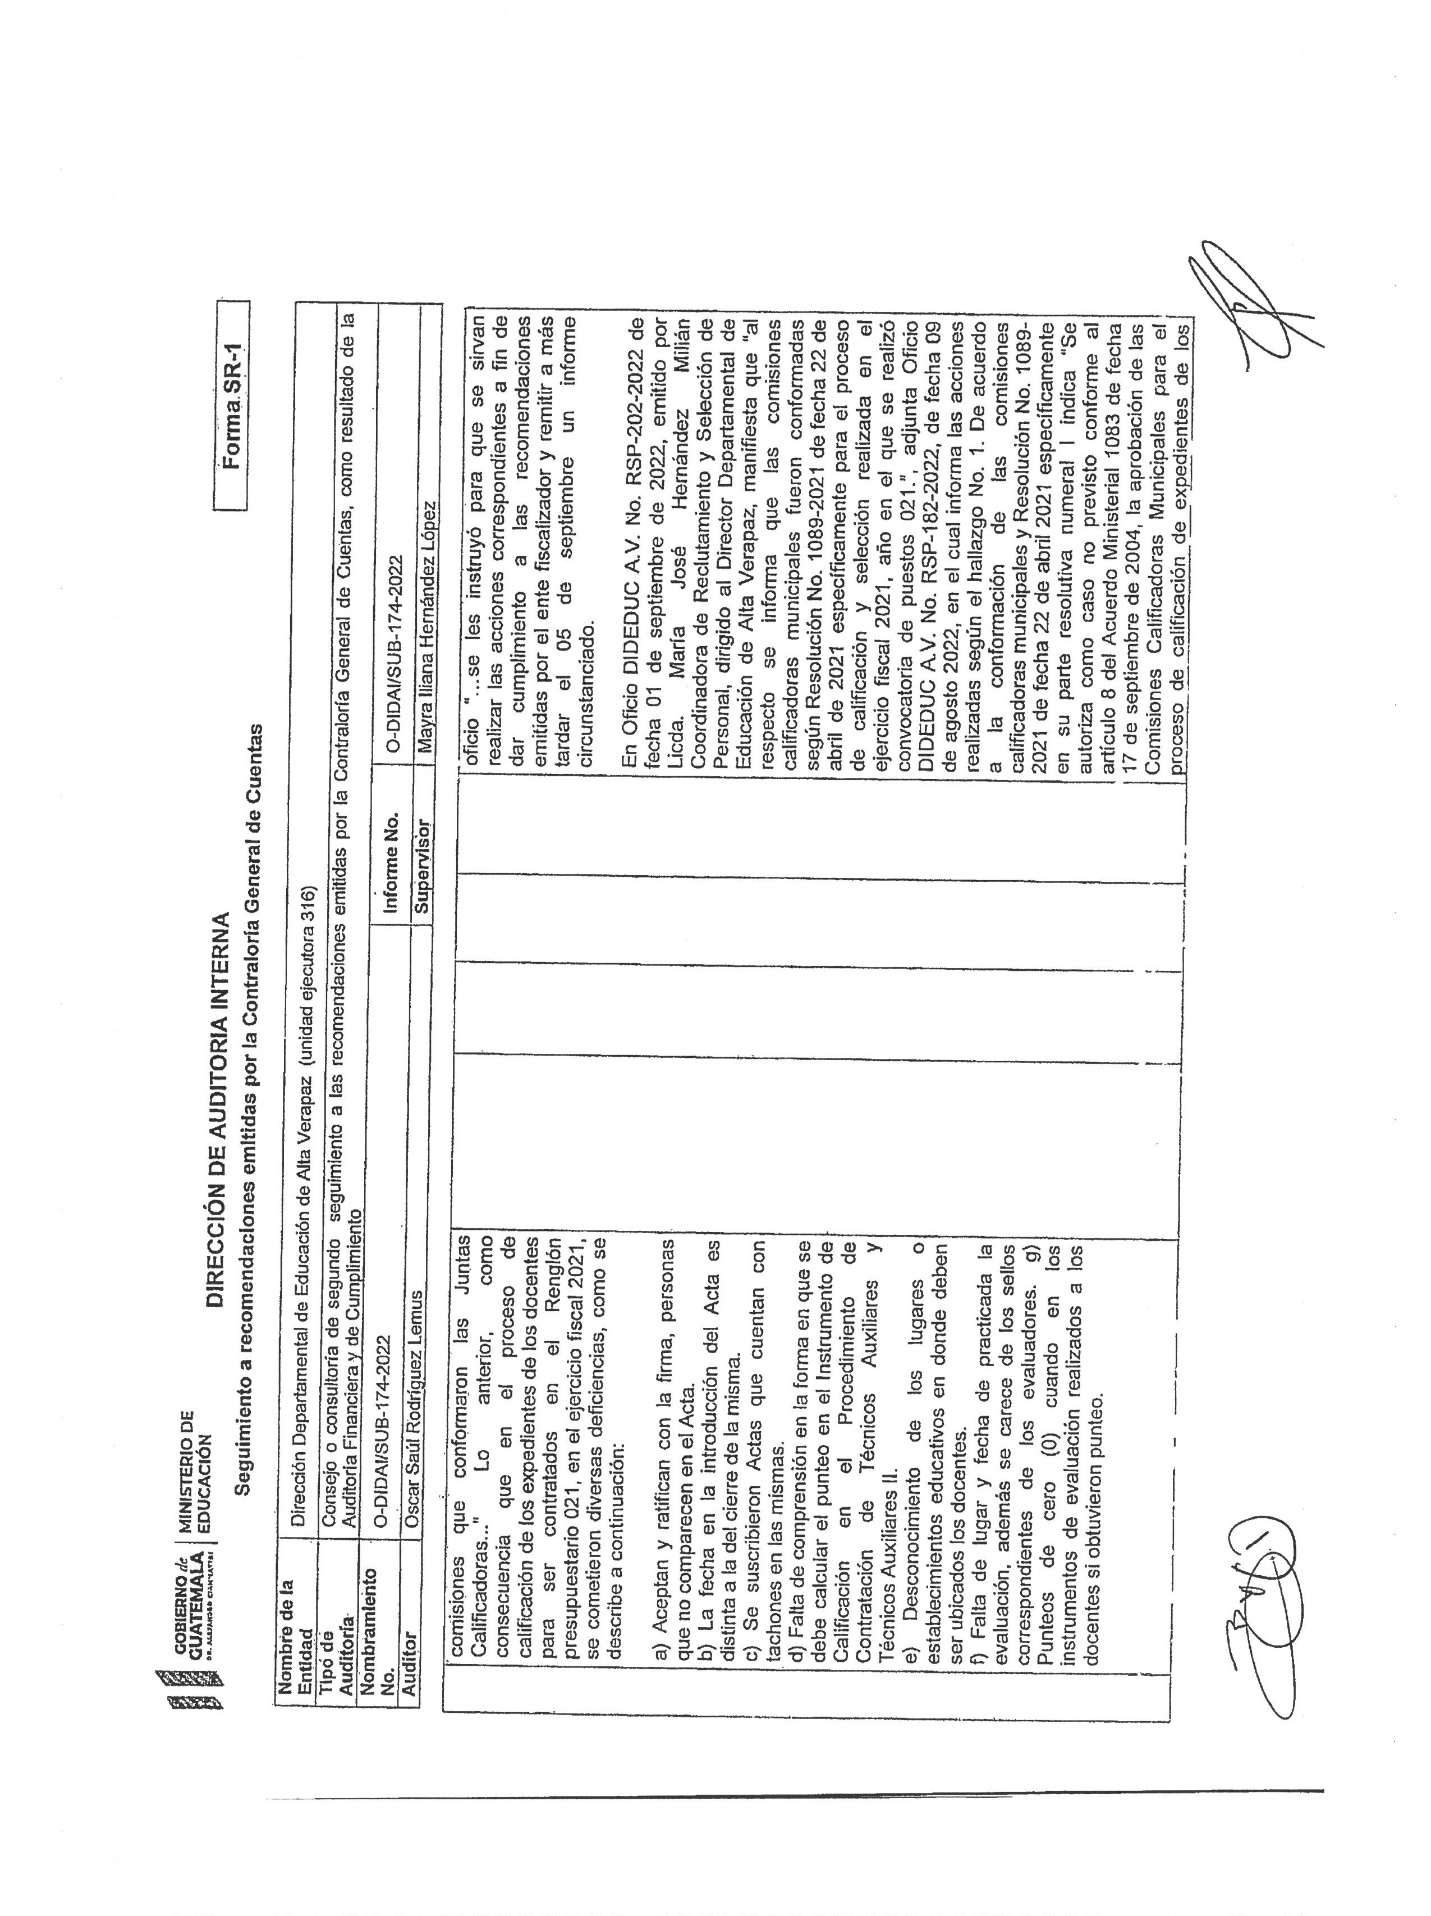 GOBIERNO de
GUATEMALA
DR. ALEJANDRO GIAMMATTEI
MINISTERIO DE
EDUCACIÓN
DIRECCIÓN DE AUDITORIA INTERNA
Seguimiento a recomendaciones emitidas por la Contraloría General de Cuentas
Forma SR-1
Nombre de la
Entidad
Dirección Departamental de Educación de Alta Verapaz (unidad ejecutora 316)
Tipó de
Auditoría
Consejo o consultoría de segundo seguimiento a las recomendaciones emitidas por la Contraloría General de Cuentas, como resultado de la
Auditoría Financiera y de Cumplimiento
Nombramiento
No.
O-DIDAI/SUB-174-2022
Informe No.
O-DIDAI/SUB-174-2022
Auditor
Oscar Saúl Rodríguez Lemus
Supervisor
Mayra Iliana Hernández López
comisiones que conformaron las Juntas
Calificadoras..." Lo anterior, como
consecuencia que en el proceso de
calificación de los expedientes de los docentes
para ser contratados en el Renglón
presupuestario 021, en el ejercicio fiscal 2021,
se cometieron diversas deficiencias, como se
describe a continuación:
a) Aceptan y ratifican con la firma, personas
que no comparecen en el Acta.
b) La fecha en la introducción del Acta es
distinta a la del cierre de la misma.
c) Se suscribieron Actas que cuentan con
tachones en las mismas.
d) Falta de comprensión en la forma en que se
debe calcular el punteo en el Instrumento de
Calificación en el Procedimiento de
Contratación de Técnicos Auxiliares y
Técnicos Auxiliares II.
e) Desconocimiento de los lugares o
establecimientos educativos en donde deben
ser ubicados los docentes.
f) Falta de lugar y fecha de practicada la
evaluación, además se carece de los sellos
correspondientes de los evaluadores. g)
Punteos de cero (0) cuando en los
instrumentos de evaluación realizados a los
docentes si obtuvieron punteo.
oficio "...se les instruyó para que se sirvan
realizar las acciones correspondientes a fin de
dar cumplimiento a las recomendaciones
emitidas por el ente fiscalizador y remitir a más
tardar el 05 de septiembre un informe
circunstanciado.
En Oficio DIDEDUC A.V. No. RSP-202-2022 de
fecha 01 de septiembre de 2022, emitido por
Licda. María José Hernández Milián
Coordinadora de Reclutamiento y Selección de
Personal, dirigido al Director Departamental de
Educación de Alta Verapaz, manifiesta que "al
respecto se informa que las comisiones
calificadoras municipales fueron conformadas
según Resolución No. 1089-2021 de fecha 22 de
abril de 2021 específicamente para el proceso
de calificación y selección realizada en el
ejercicio fiscal 2021, año en el que se realizó
convocatoria de puestos 021.", adjunta Oficio
DIDEDUC A.V. No. RSP-182-2022, de fecha 09
de agosto 2022, en el cual informa las acciones
realizadas según el hallazgo No. 1. De acuerdo
a la conformación de las comisiones
calificadoras municipales y Resolución No. 1089-
2021 de fecha 22 de abril 2021 específicamente
en su parte resolutiva numeral I indica "Se
autoriza como caso no previsto conforme al
artículo 8 del Acuerdo Ministerial 1083 de fecha
17 de septiembre de 2004, la aprobación de las
Comisiones Calificadoras Municipales para el
proceso de calificación de expedientes de los